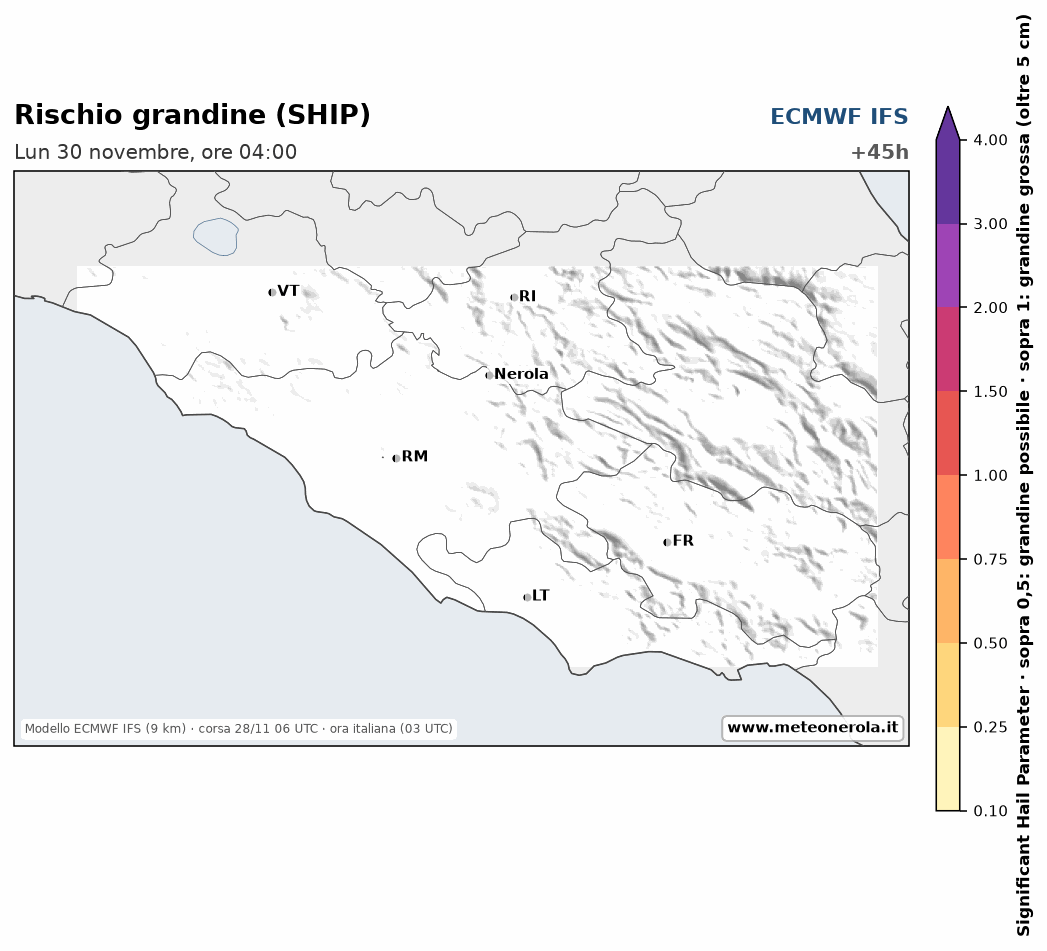 Rischio grandine (SHIP)
ECMWF IFS
Lun 30 novembre, ore 04:00
+45h
VT
RI
Nerola
RM
FR
LT
Modello ECMWF IFS (9 km) · corsa 28/11 06 UTC · ora italiana (03 UTC)
www.meteonerola.it
4.00
3.00
2.00
1.50
1.00
0.75
0.50
0.25
0.10
Significant Hail Parameter · sopra 0,5: grandine possibile · sopra 1: grandine grossa (oltre 5 cm)